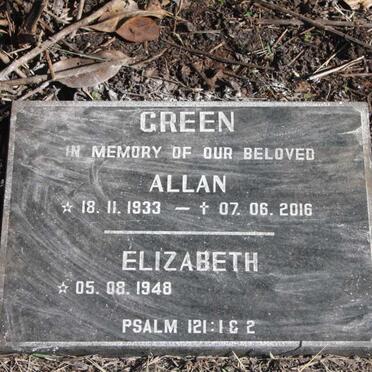 GREEN
IN MEMORY OF OUR BELOVED
ALLAN
☆ 18. 11. 1933 — † 07. 06. 2016
ELIZABETH
☆ 05. 08. 1948
PSALM 121:1 & 2